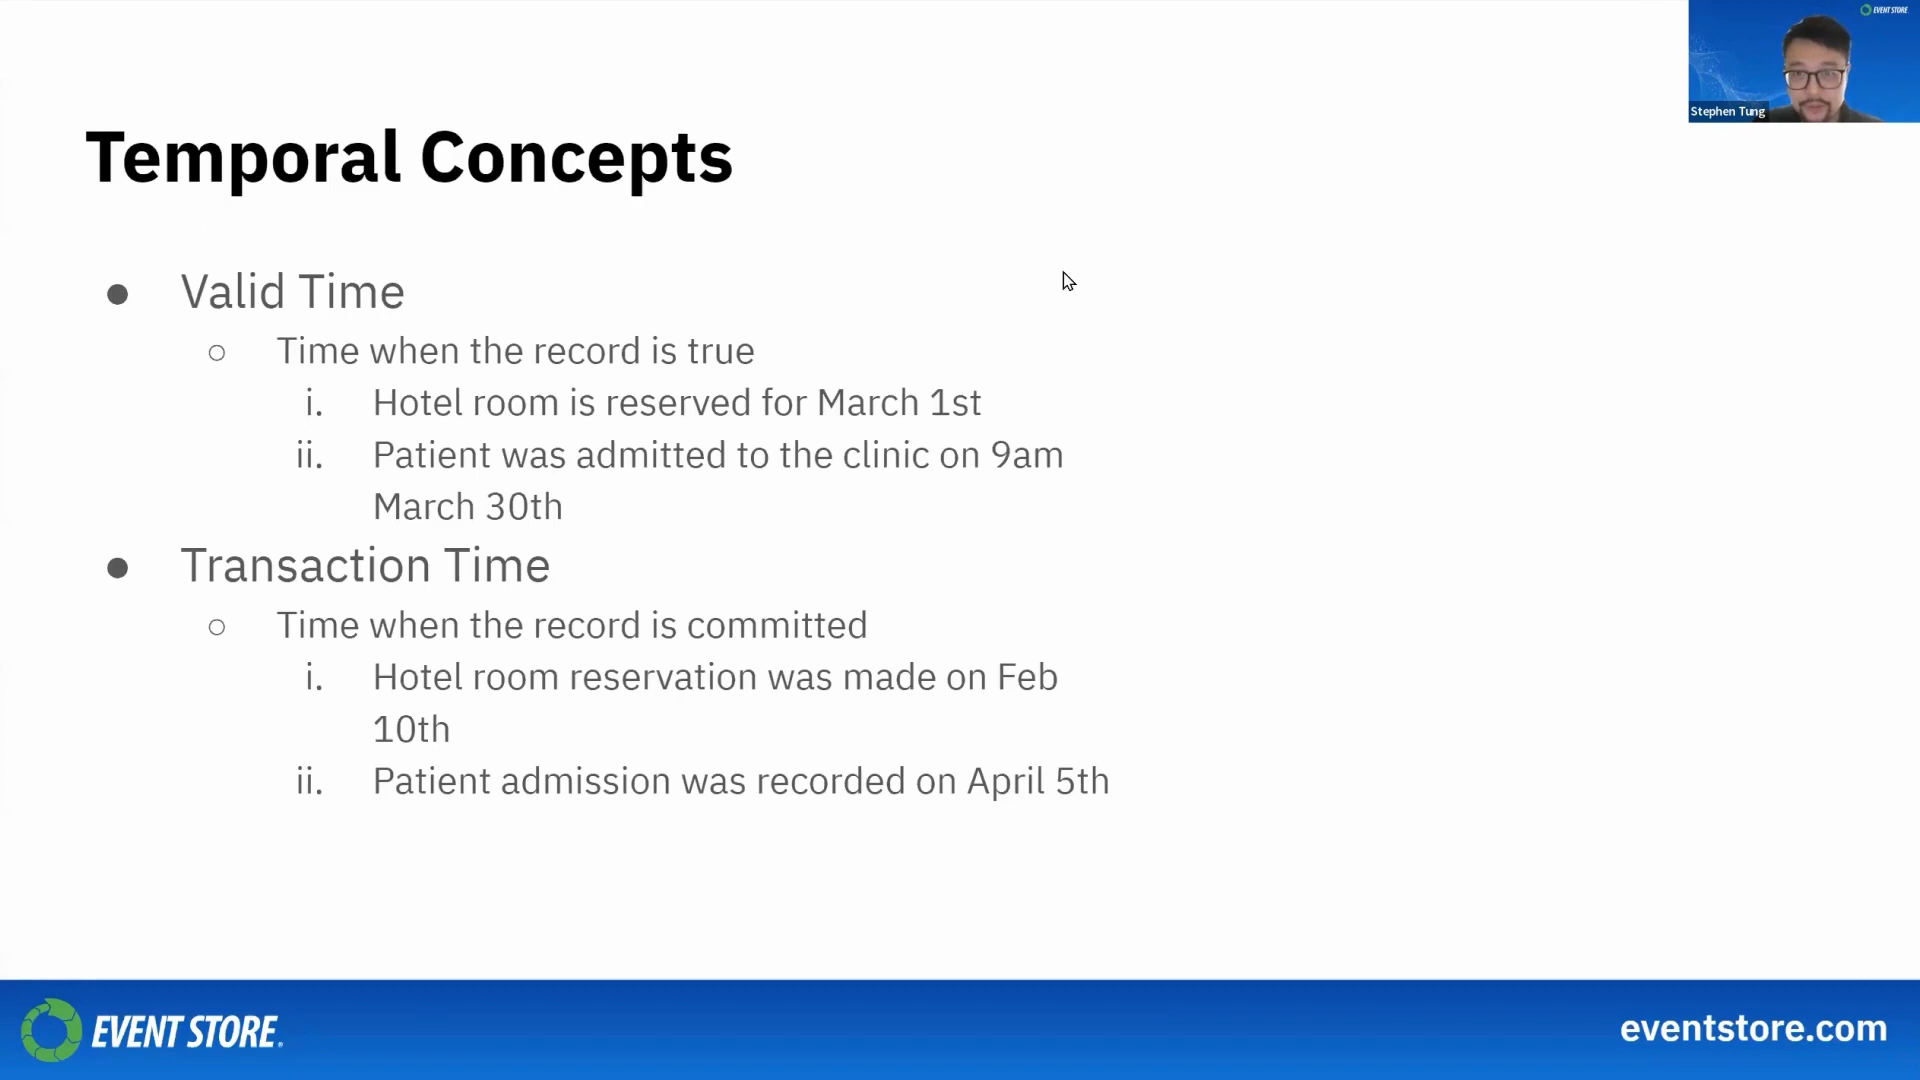 EVENT STORE
Stephen Tung
Temporal Concepts
● Valid Time
○ Time when the record is true
i. Hotel room is reserved for March 1st
ii. Patient was admitted to the clinic on 9am
March 30th
● Transaction Time
○ Time when the record is committed
i. Hotel room reservation was made on Feb
10th
ii. Patient admission was recorded on April 5th
EVENT STORE®
eventstore.com